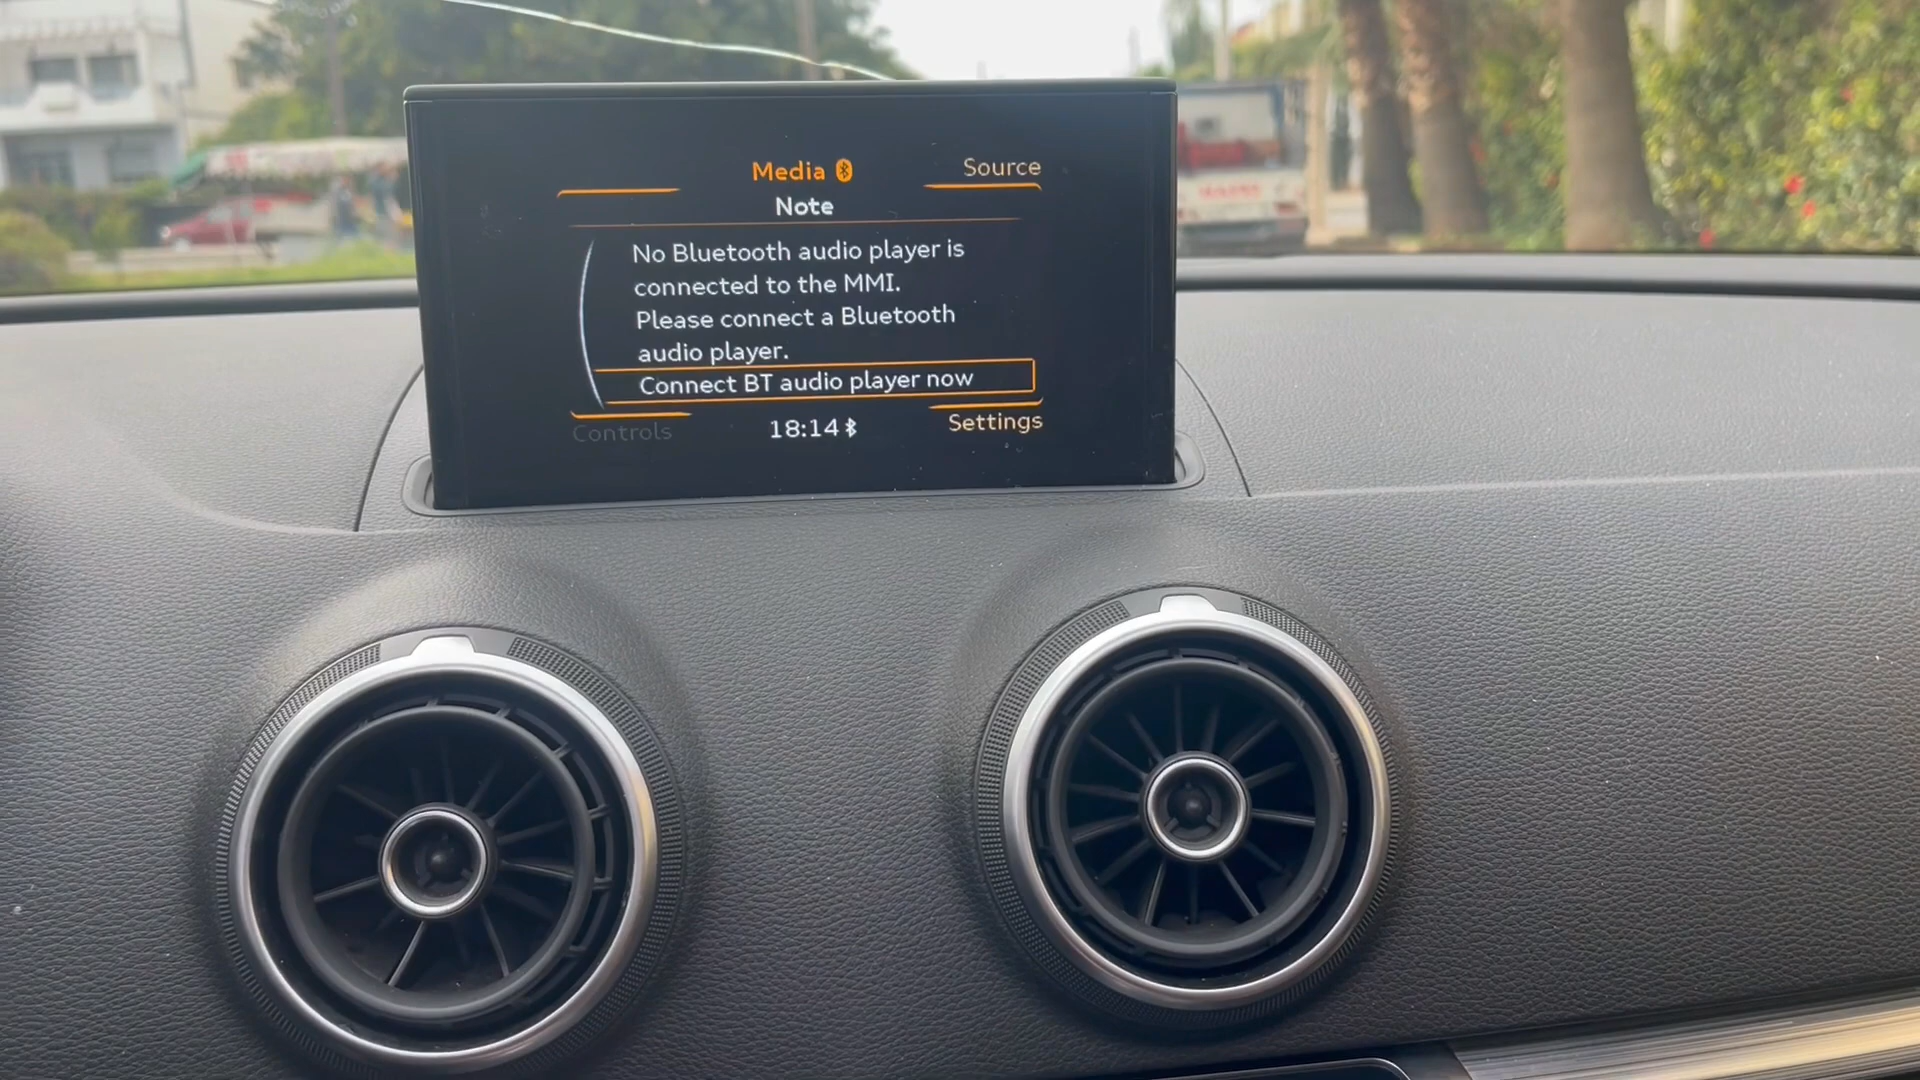 Media
Source
Note
No Bluetooth audio player is
connected to the MMI.
Please connect a Bluetooth
audio player.
Connect BT audio player now
Controls
18:14
Settings